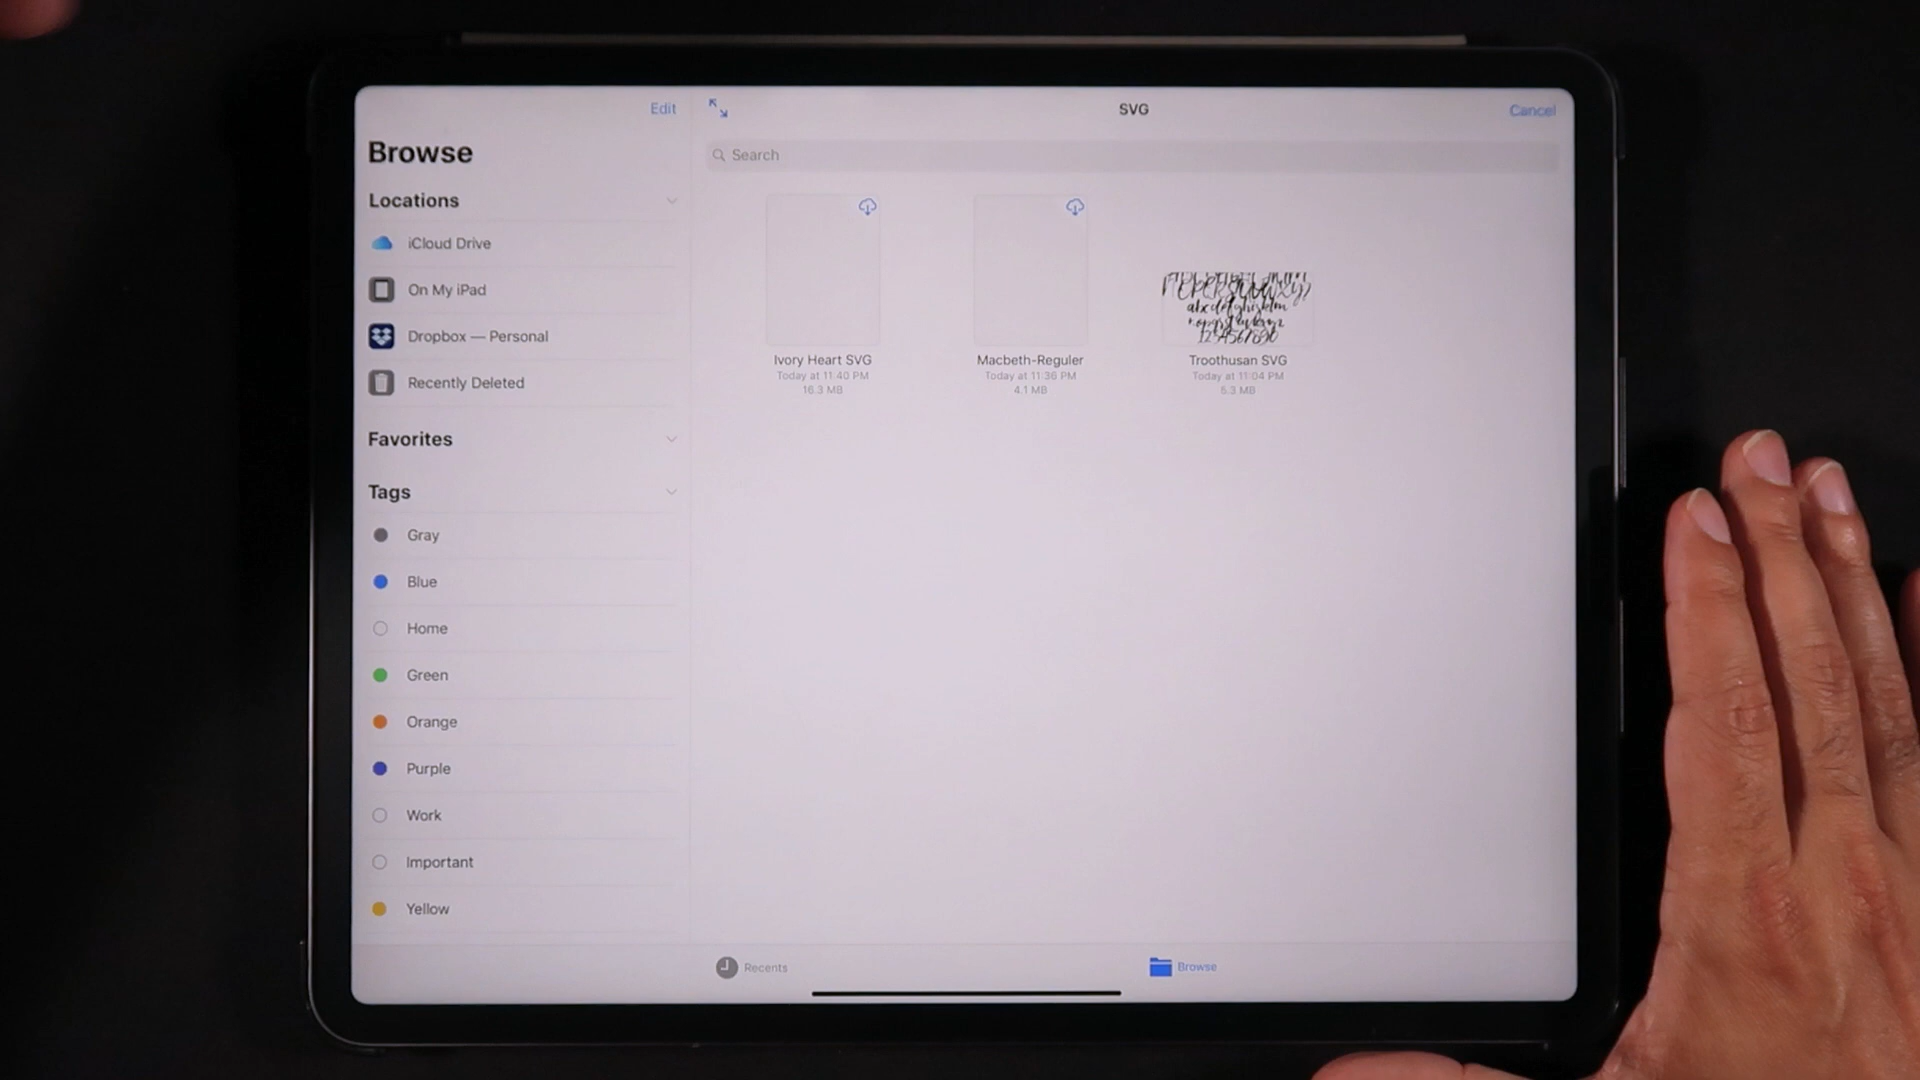 Edit
SVG
Cancel
Browse
Search
Locations
iCloud Drive
On My iPad
Dropbox — Personal
Recently Deleted
Ivory Heart SVG
Today at 11:40 PM
16.3 MB
Macbeth-Reguler
Today at 11:36 PM
4.1 MB
Troothusan SVG
Today at 11:04 PM
5.3 MB
Favorites
Tags
Gray
Blue
Home
Green
Orange
Purple
Work
Important
Yellow
Recents
Browse